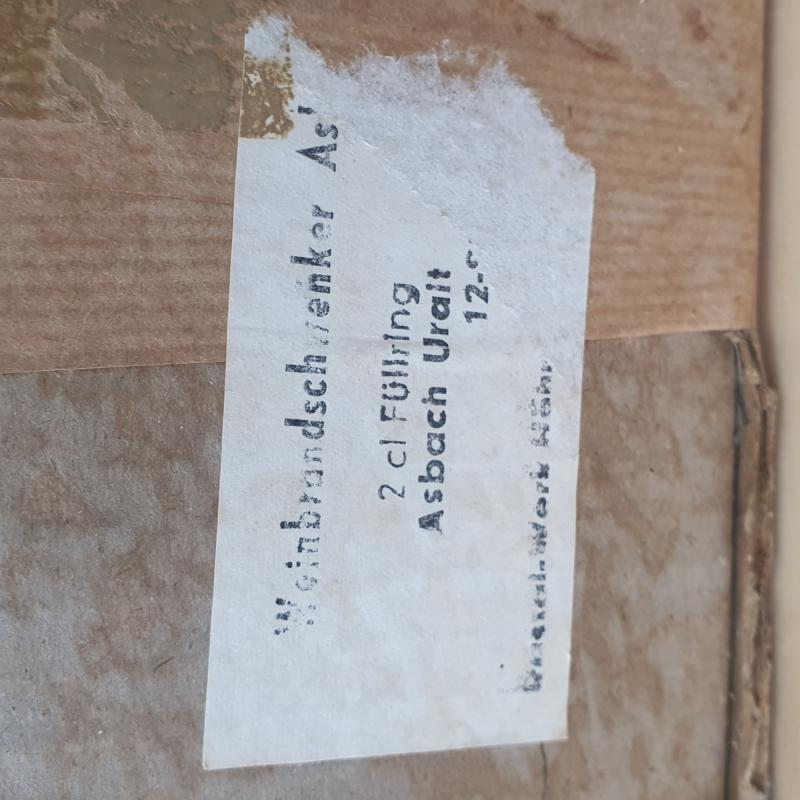 Weinbrandschwenker As
2 cl Füllring
Asbach Uralt
12-